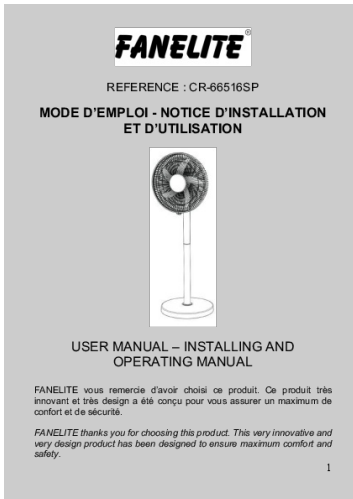 FANELITE®
REFERENCE : CR-66516SP
MODE D'EMPLOI - NOTICE D'INSTALLATION
ET D'UTILISATION
USER MANUAL – INSTALLING AND
OPERATING MANUAL
FANELITE vous remercie d'avoir choisi ce produit. Ce produit très
innovant et très design a été conçu pour vous assurer un maximum de
confort et de sécurité.
FANELITE thanks you for choosing this product. This very innovative and
very design product has been designed to ensure maximum comfort and
safety.
1